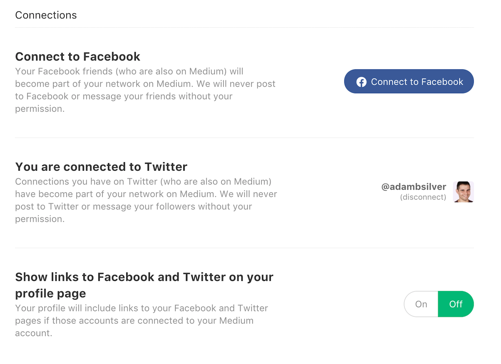 Connections
Connect to Facebook
Your Facebook friends (who are also on Medium) will
become part of your network on Medium. We will never post
to Facebook or message your friends without your
permission.
Connect to Facebook
You are connected to Twitter
Connections you have on Twitter (who are also on Medium)
have become part of your network on Medium. We will never
post to Twitter or message your followers without your
permission.
@adambsilver
(disconnect)
Show links to Facebook and Twitter on your
profile page
Your profile will include links to your Facebook and Twitter
pages if those accounts are connected to your Medium
account.
On Off